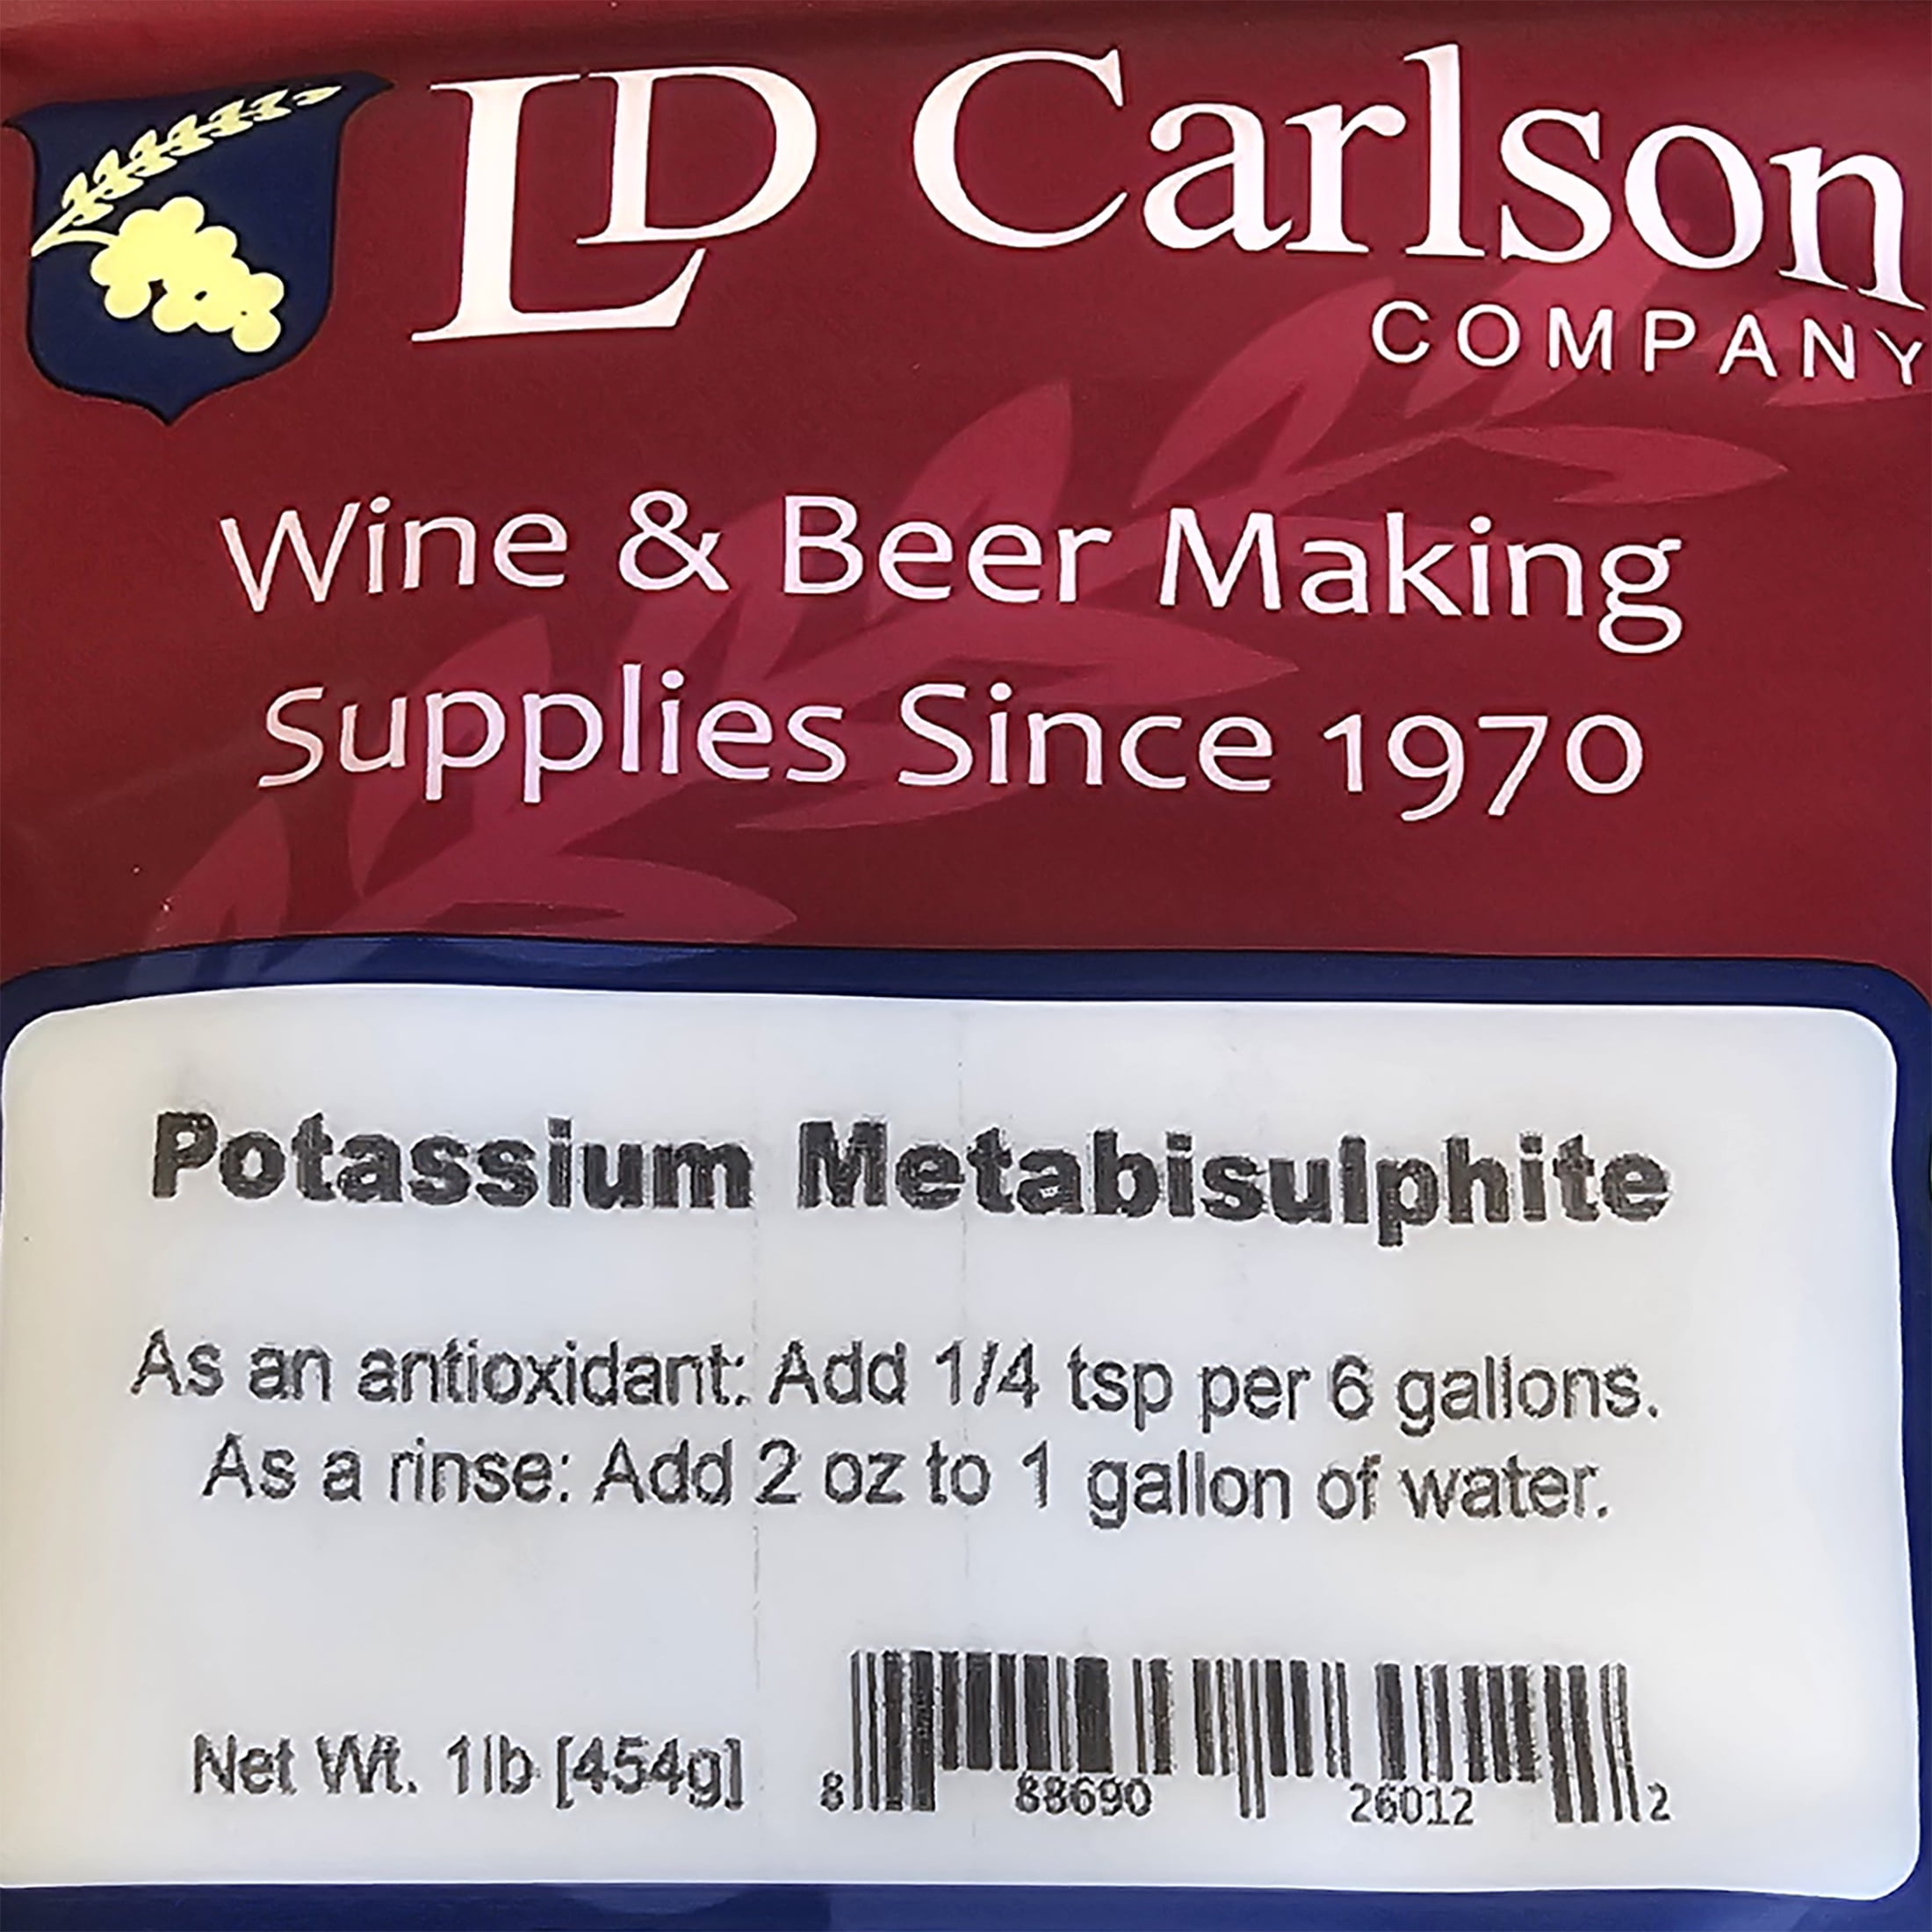 LD Carlson
COMPANY
Wine & Beer Making
Supplies Since 1970
Potassium Metabisulphite
As an antioxidant: Add 1/4 tsp per 6 gallons.
As a rinse: Add 2 oz to 1 gallon of water.
Net Wt. 1lb [454g]
8 88690 26012 2